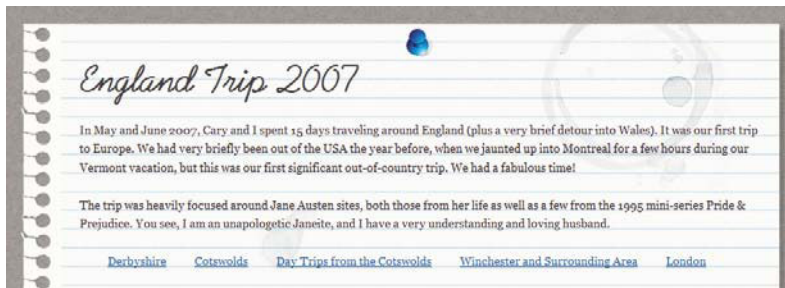 England Trip 2007
In May and June 2007, Cary and I spent 15 days traveling around England (plus a very brief detour into Wales). It was our first trip
to Europe. We had very briefly been out of the USA the year before, when we jaunted up into Montreal for a few hours during our
Vermont vacation, but this was our first significant out-of-country trip. We had a fabulous time!
The trip was heavily focused around Jane Austen sites, both those from her life as well as a few from the 1995 mini-series Pride &
Prejudice. You see, I am an unapologetic Janeite, and I have a very understanding and loving husband.
Derbyshire Cotswolds Day Trips from the Cotswolds Winchester and Surrounding Area London